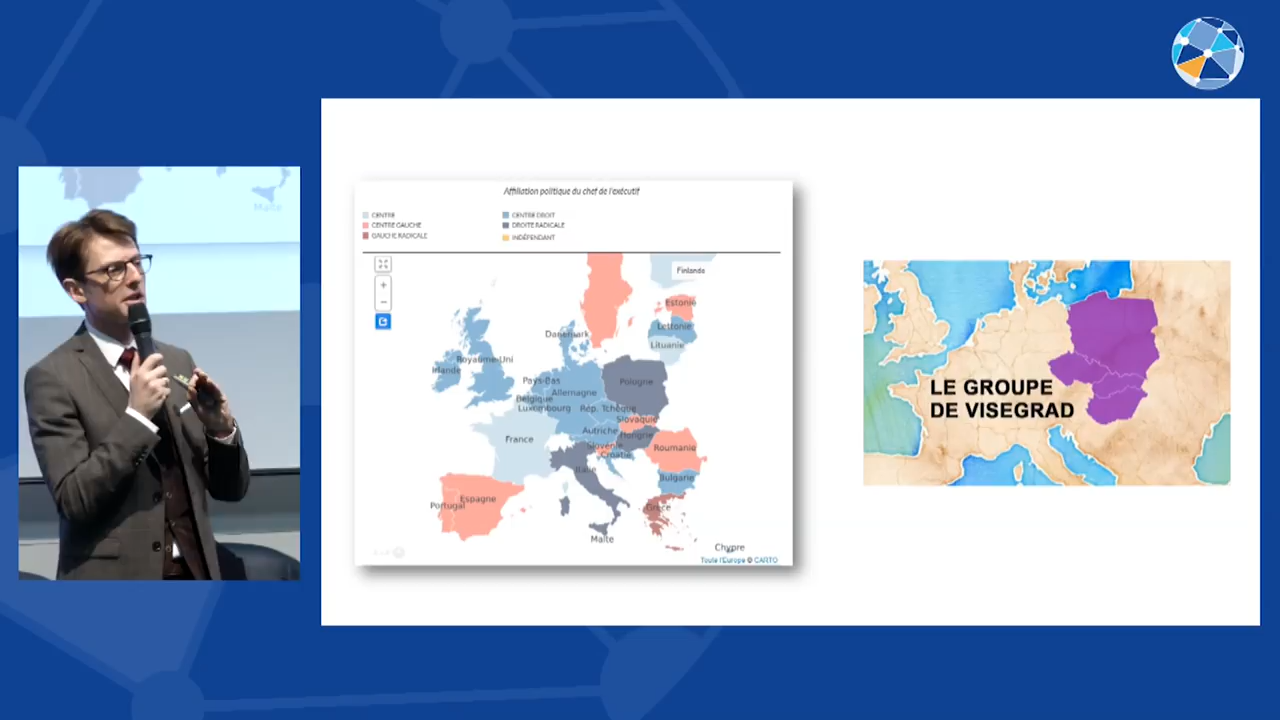 Malte
Affiliation politique du chef de l'exécutif
CENTRE
CENTRE GAUCHE
GAUCHE RADICALE
CENTRE DROIT
DROITE RADICALE
INDÉPENDANT
+
−
Finlande
Estonie
Lettonie
Lituanie
Danemark
Royaume-Uni
Irlande
Pays-Bas
Pologne
Allemagne
Belgique
Luxembourg
Rép. Tchèque
Slovaquie
Autriche
Hongrie
France
Slovénie
Roumanie
Croatie
Italie
Bulgarie
Espagne
Portugal
Grèce
Malte
Chypre
Toute l'Europe © CARTO
LE GROUPE
DE VISEGRAD